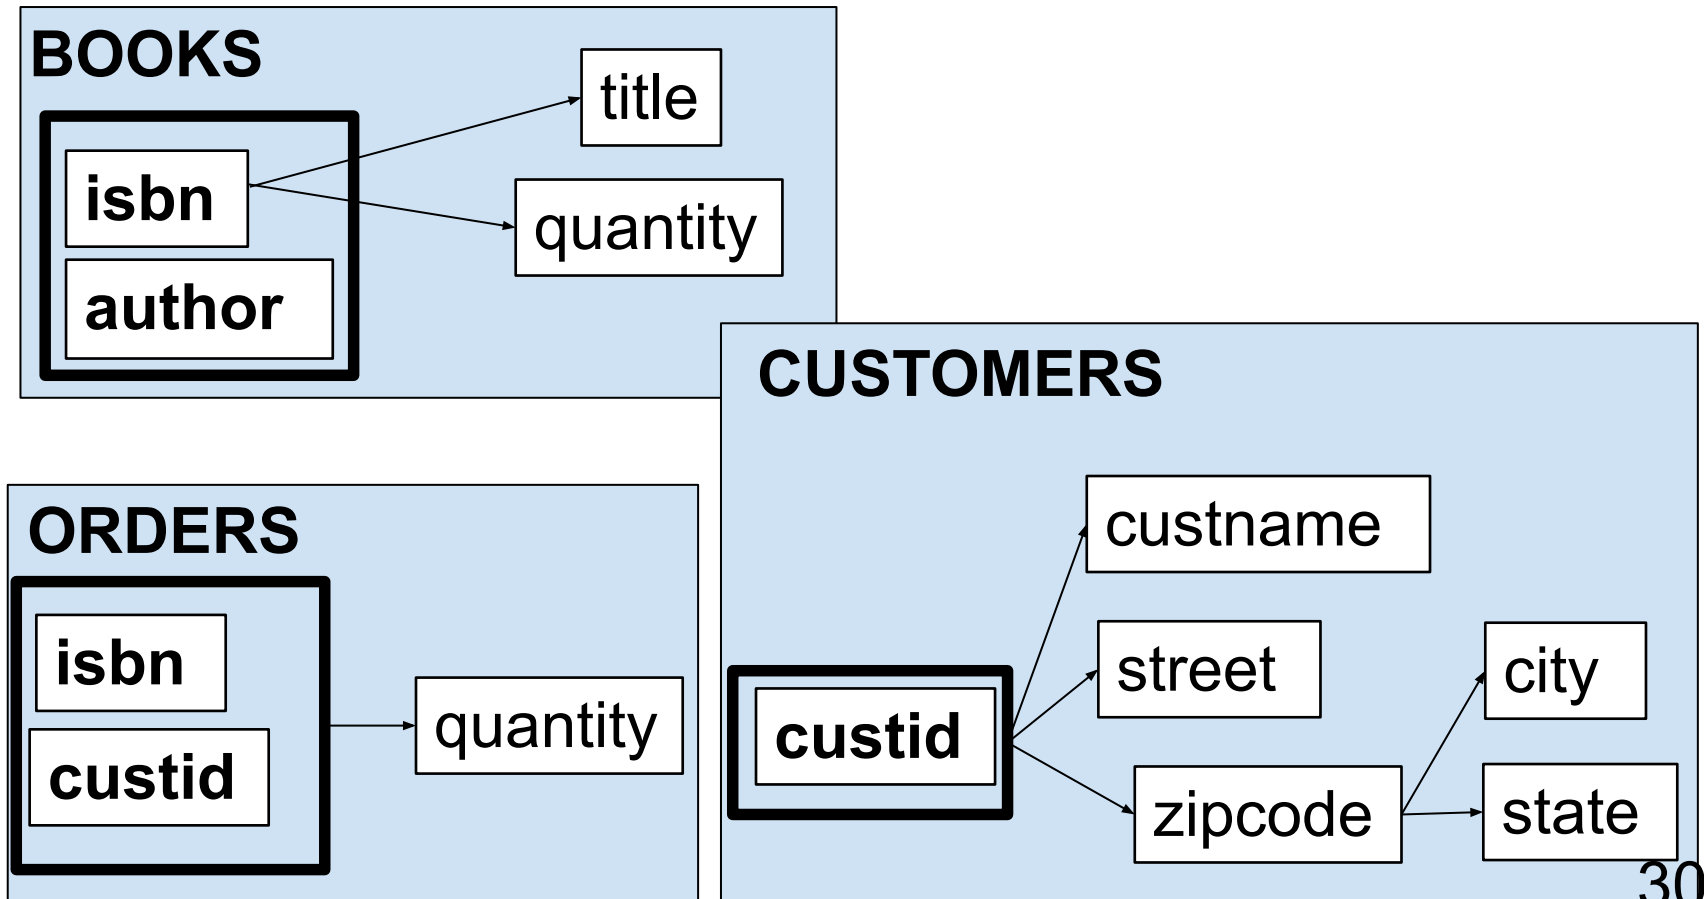 BOOKS
title
isbn
quantity
author
CUSTOMERS
ORDERS
custname
isbn
street
city
quantity
custid
custid
zipcode
state
30